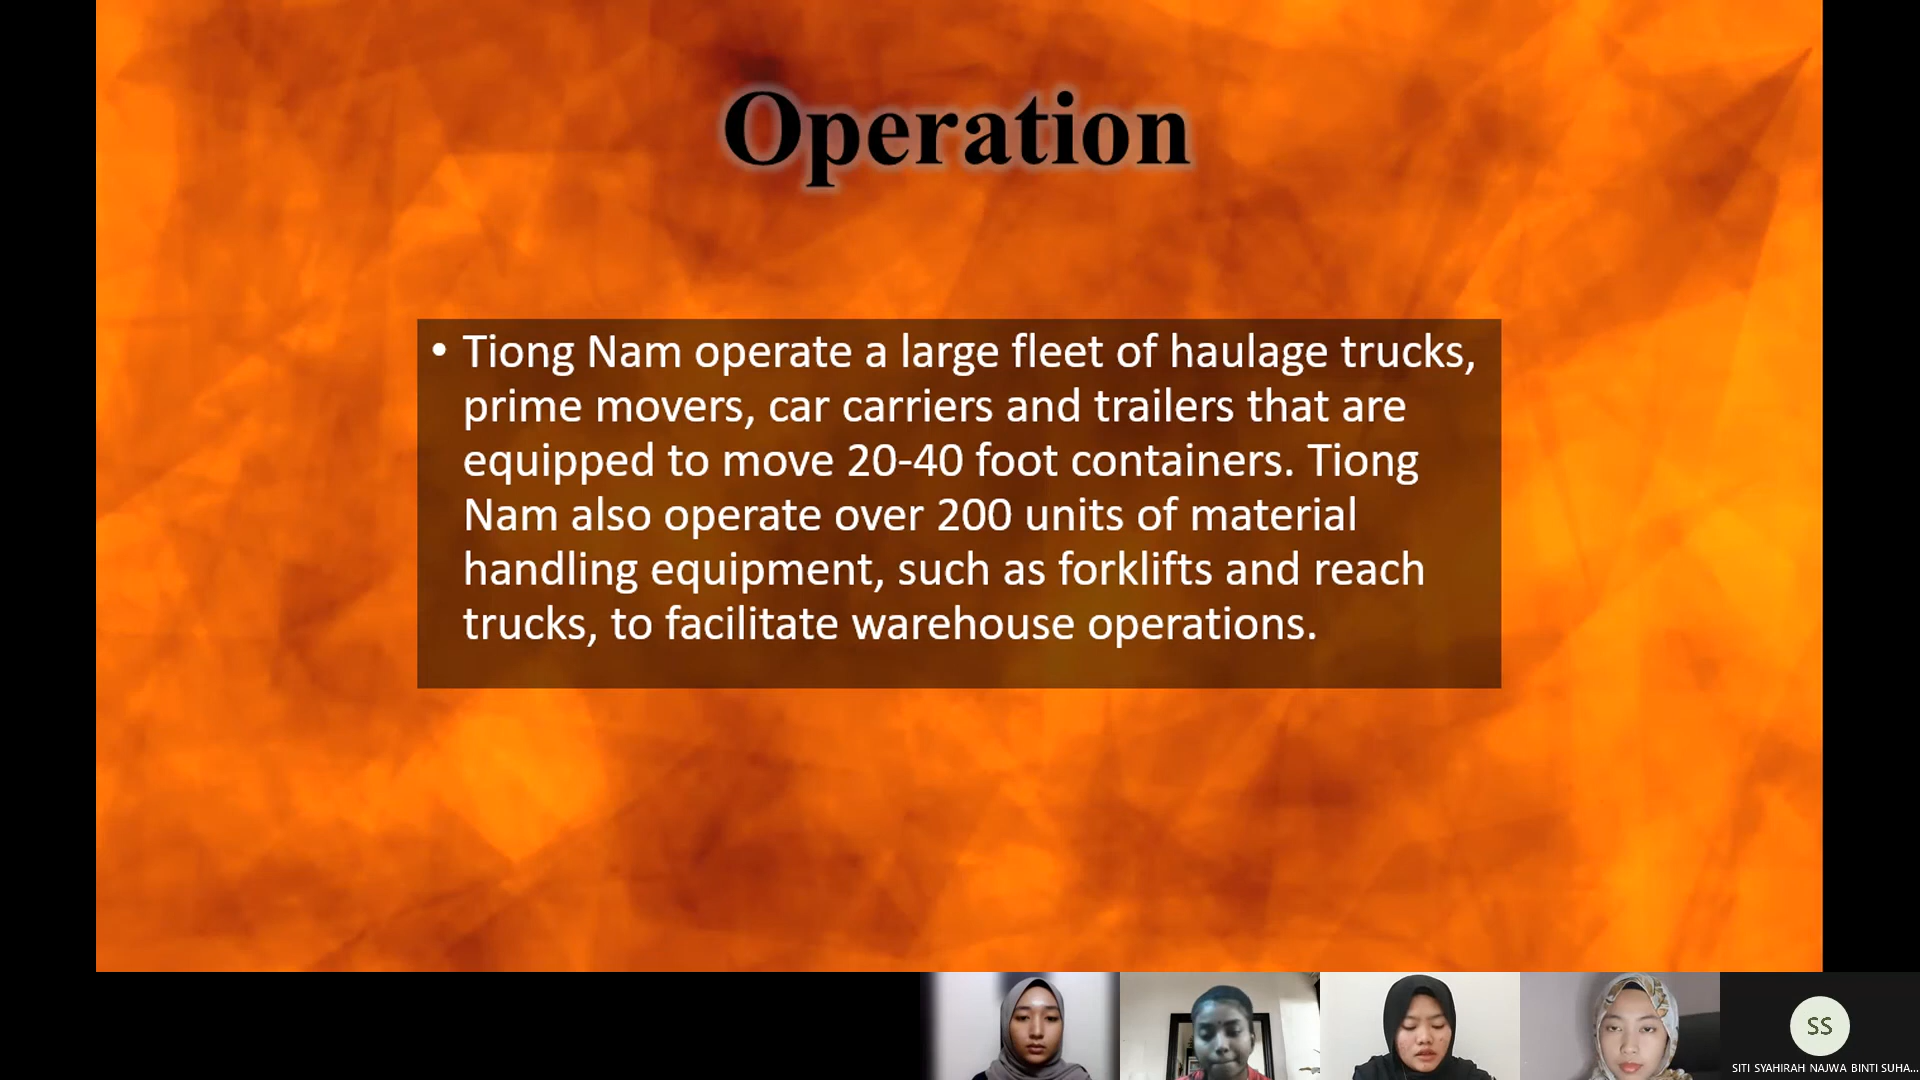 Operation
• Tiong Nam operate a large fleet of haulage trucks,
prime movers, car carriers and trailers that are
equipped to move 20-40 foot containers. Tiong
Nam also operate over 200 units of material
handling equipment, such as forklifts and reach
trucks, to facilitate warehouse operations.
SS
SITI SYAHIRAH NAJWA BINTI SUHA...